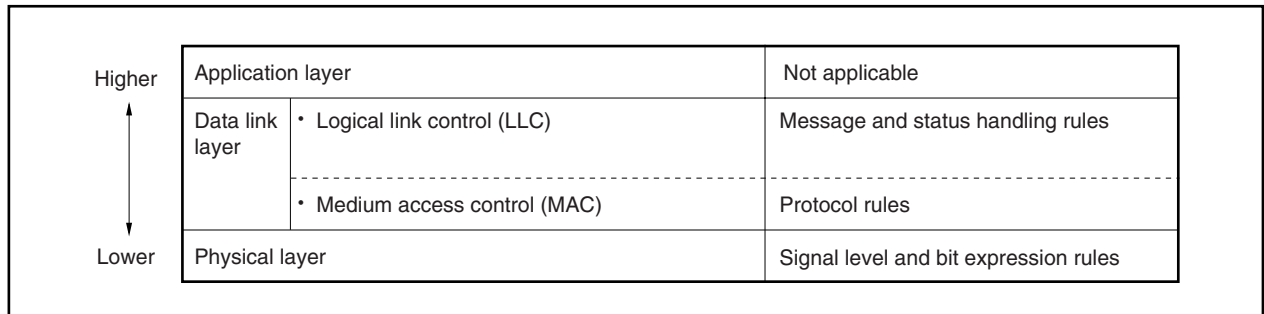 Higher
Application layer
Not applicable
Data link
layer
• Logical link control (LLC)
Message and status handling rules
• Medium access control (MAC)
Protocol rules
Lower
Physical layer
Signal level and bit expression rules